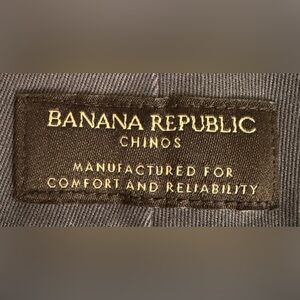 BANANA REPUBLIC
CHINOS
MANUFACTURED FOR
COMFORT AND RELIABILITY